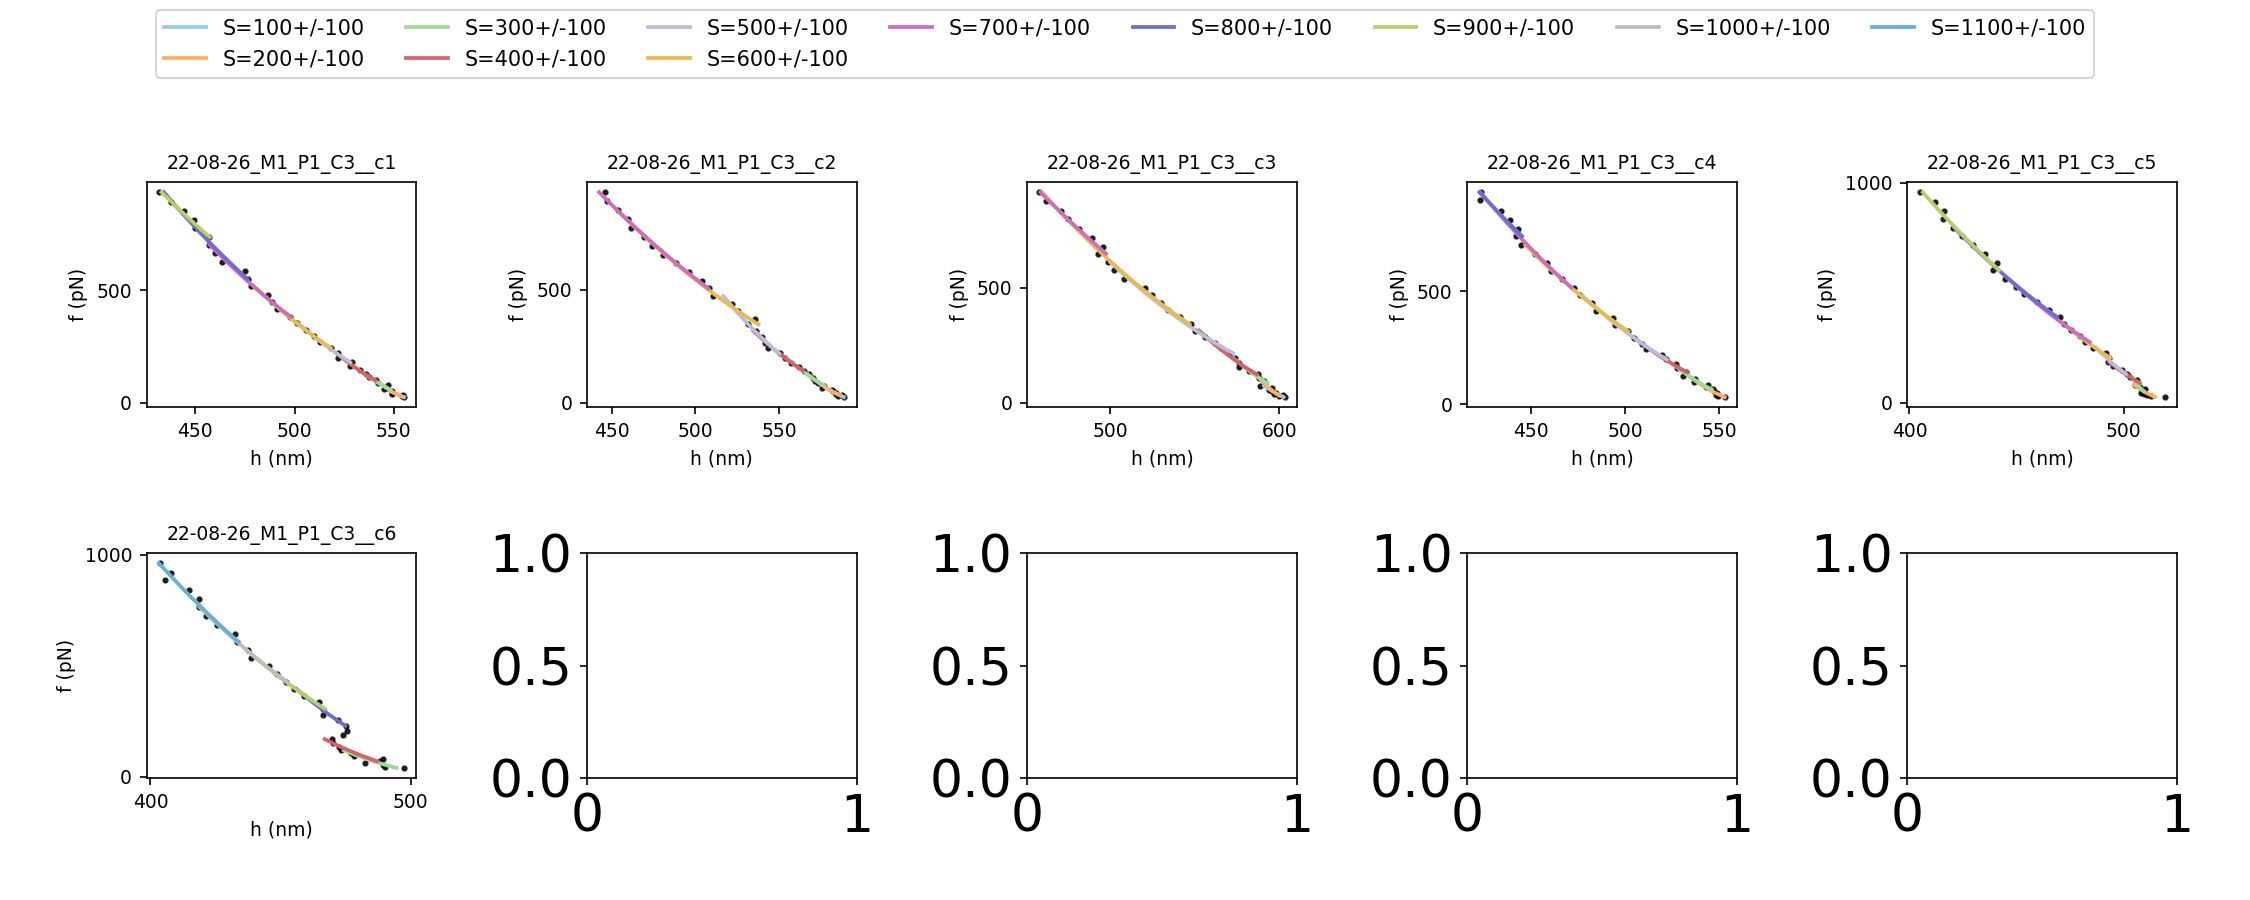 S=100+/-100 S=300+/-100 S=500+/-100 S=700+/-100 S=800+/-100 S=900+/-100 S=1000+/-100 S=1100+/-100
S=200+/-100 S=400+/-100 S=600+/-100
22-08-26_M1_P1_C3__c1
f (pN)
500
0
450 500 550
h (nm)
22-08-26_M1_P1_C3__c2
f (pN)
500
0
450 500 550
h (nm)
22-08-26_M1_P1_C3__c3
f (pN)
500
0
500 600
h (nm)
22-08-26_M1_P1_C3__c4
f (pN)
500
0
450 500 550
h (nm)
22-08-26_M1_P1_C3__c5
f (pN)
1000
0
400 500
h (nm)
22-08-26_M1_P1_C3__c6
f (pN)
1000
0
400 500
h (nm)
1.0
0.5
0.0
0 1
1.0
0.5
0.0
0 1
1.0
0.5
0.0
0 1
1.0
0.5
0.0
0 1